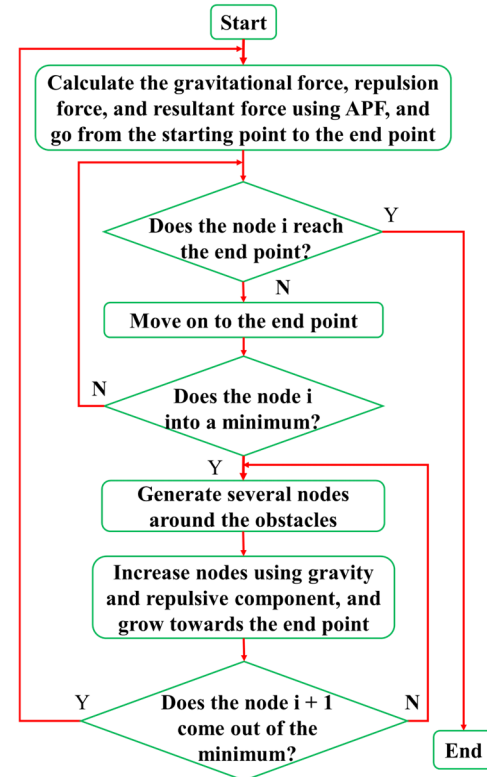 Start
Calculate the gravitational force, repulsion
force, and resultant force using APF, and
go from the starting point to the end point
Does the node i reach
the end point?
Y
N
Move on to the end point
Does the node i
into a minimum?
N
Y
Generate several nodes
around the obstacles
Increase nodes using gravity
and repulsive component, and
grow towards the end point
Does the node i + 1
come out of the
minimum?
Y
N
End